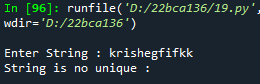 In [96]: runfile('D:/22bca136/19.py',
wdir='D:/22bca136')
Enter String : krishegfifkk
String is no unique :